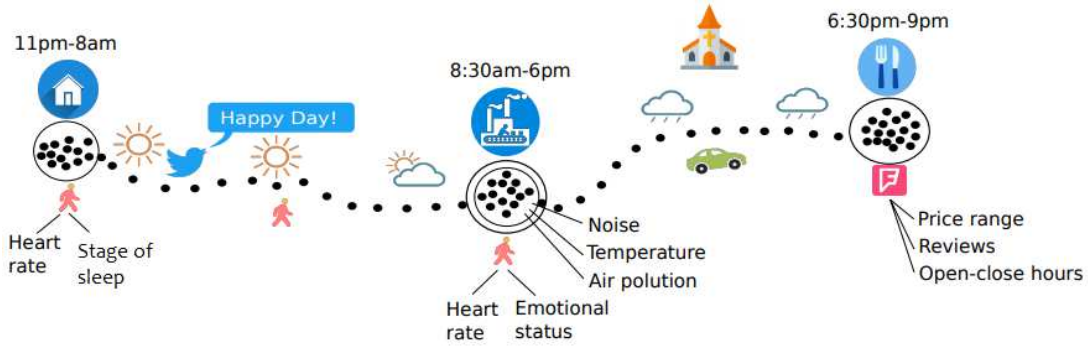 11pm-8am
Happy Day!
8:30am-6pm
6:30pm-9pm
Heart
rate
Stage of
sleep
Noise
Temperature
Air polution
Heart
rate
Emotional
status
Price range
Reviews
Open-close hours